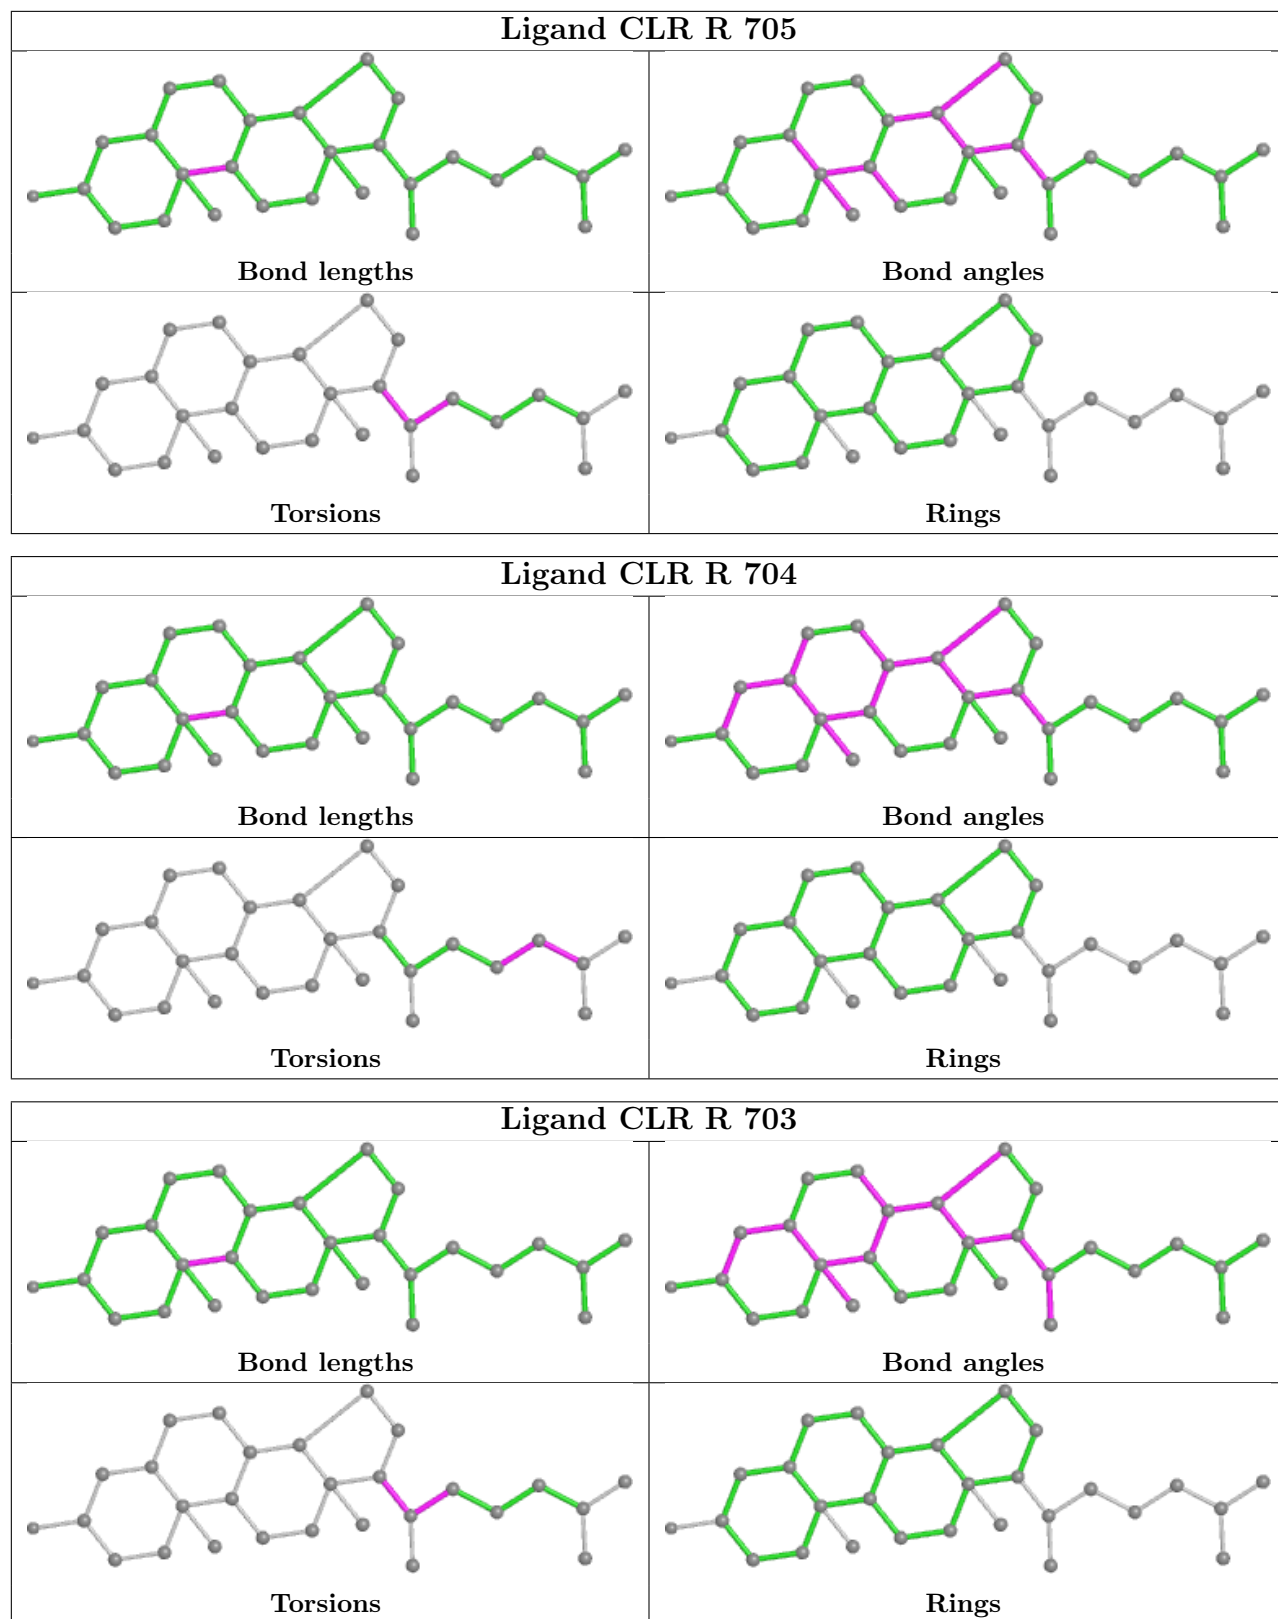 Ligand CLR R 705
Bond lengths
Bond angles
Torsions
Rings
Ligand CLR R 704
Bond lengths
Bond angles
Torsions
Rings
Ligand CLR R 703
Bond lengths
Bond angles
Torsions
Rings